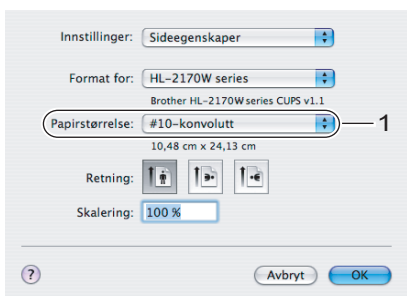 Innstillinger: Sideegenskaper
Format for: HL-2170W series
Brother HL-2170W series CUPS v1.1
Papirstørrelse: #10-konvolutt 1
10,48 cm x 24,13 cm
Retning:
Skalering: 100 %
? Avbryt OK